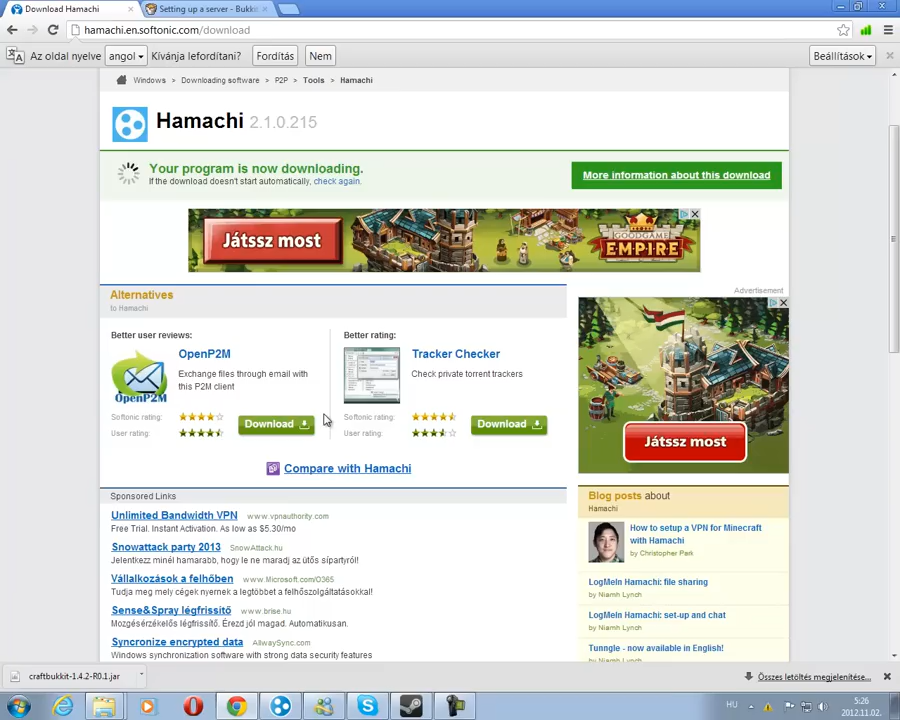 Download Hamachi
Setting up a server - Bukki
hamachi.en.softonic.com/download
Az oldal nyelve angol Kívánja lefordítani? Fordítás Nem Beállítások
Windows > Downloading software > P2P > Tools > Hamachi
Hamachi 2.1.0.215
Your program is now downloading.
If the download doesn't start automatically, check again.
More information about this download
Játssz most
GOODGAME
EMPIRE
Alternatives
to Hamachi
Advertisement
Better user reviews:
OpenP2M
Exchange files through email with
this P2M client
OpenP2M
Softonic rating:
User rating:
Download
Better rating:
Tracker Checker
Check private torrent trackers
Softonic rating:
User rating:
Download
Játssz most
Compare with Hamachi
Sponsored Links
Unlimited Bandwidth VPN www.vpnauthority.com
Free Trial. Instant Activation. As low as $5.30/mo
Snowattack party 2013 SnowAttack.hu
Jelentkezz minél hamarabb, hogy le ne maradj az ütős sípartyról!
Vállalkozások a felhőben www.Microsoft.com/O365
Tudja meg mely cégek nyernek a legtöbbet a felhőszolgáltatásokkal!
Sense&Spray légfrissítő www.brise.hu
Mozgásérzékelős légfrissítő. Érezd jól magad. Automatikusan.
Syncronize encrypted data AllwaySync.com
Windows synchronization software with strong data security features
Blog posts about
Hamachi
How to setup a VPN for Minecraft
with Hamachi
by Christopher Park
LogMeIn Hamachi: file sharing
by Niamh Lynch
LogMeIn Hamachi: set-up and chat
by Niamh Lynch
Tunngle - now available in English!
by Niamh Lynch
craftbukkit-1.4.2-R0.1.jar
Összes letöltés megjelenítése...
HU
5:26
2012.11.02.